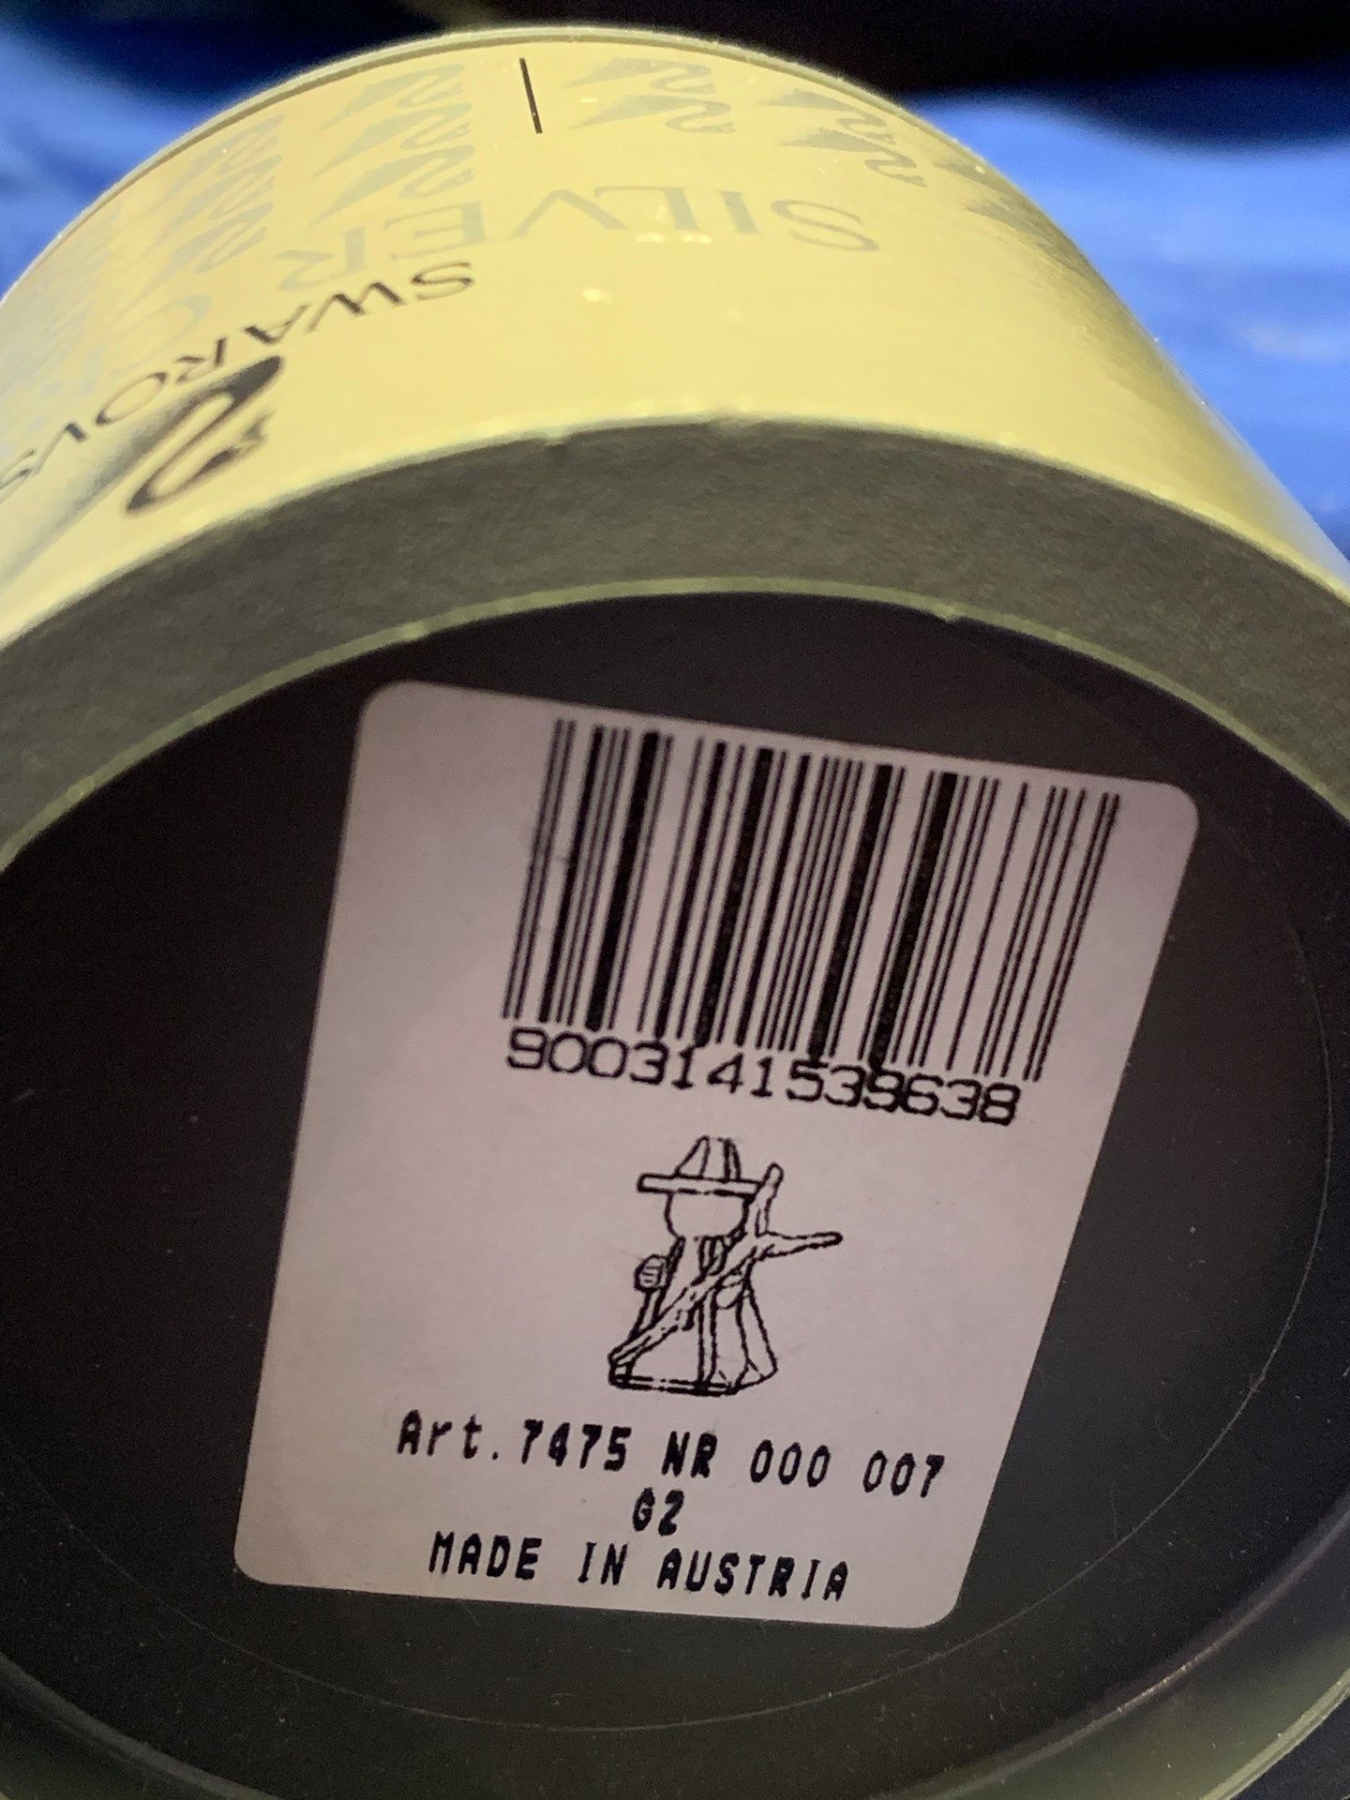 SILVER C
SWAROVS
9003141539638
Art. 7475 NR 000 007
G2
MADE IN AUSTRIA